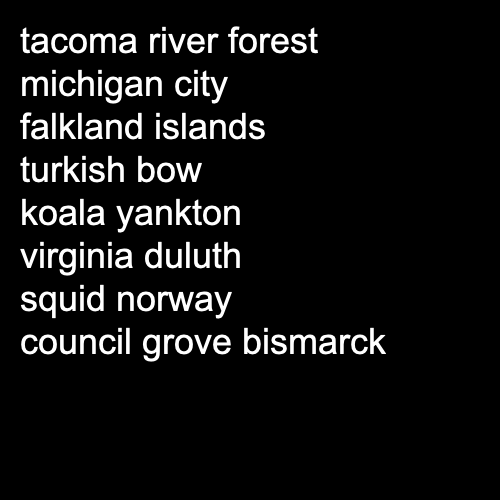 tacoma river forest
michigan city
falkland islands
turkish bow
koala yankton
virginia duluth
squid norway
council grove bismarck